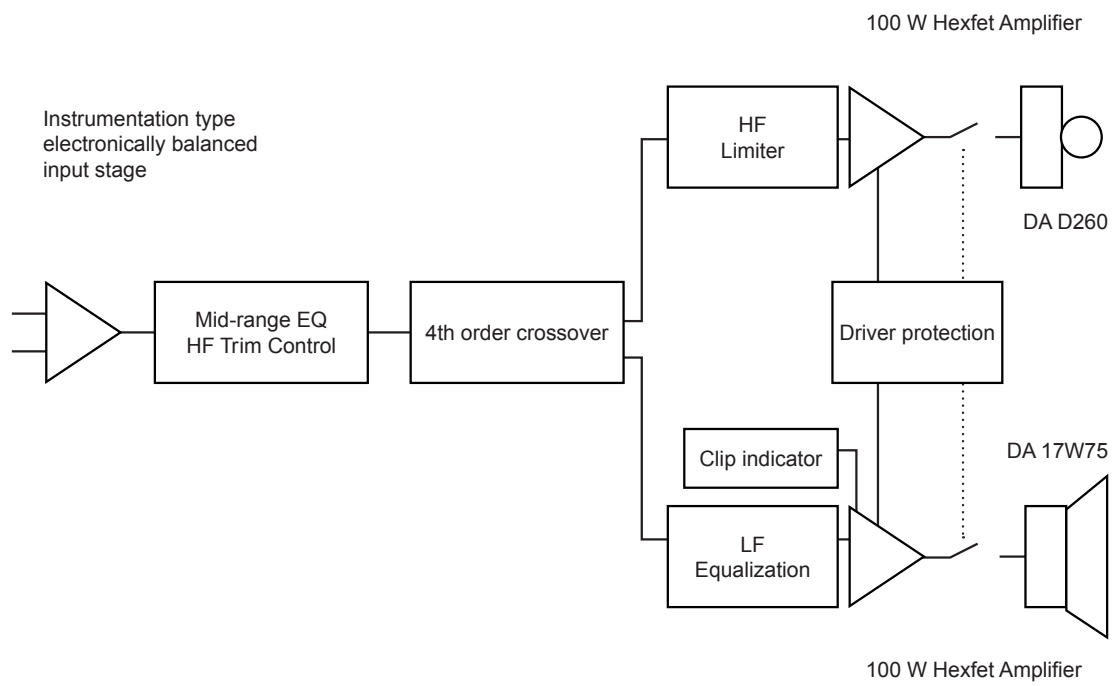 100 W Hexfet Amplifier
Instrumentation type
electronically balanced
input stage
HF
Limiter
DA D260
Mid-range EQ
HF Trim Control
4th order crossover
Driver protection
Clip indicator
DA 17W75
LF
Equalization
100 W Hexfet Amplifier